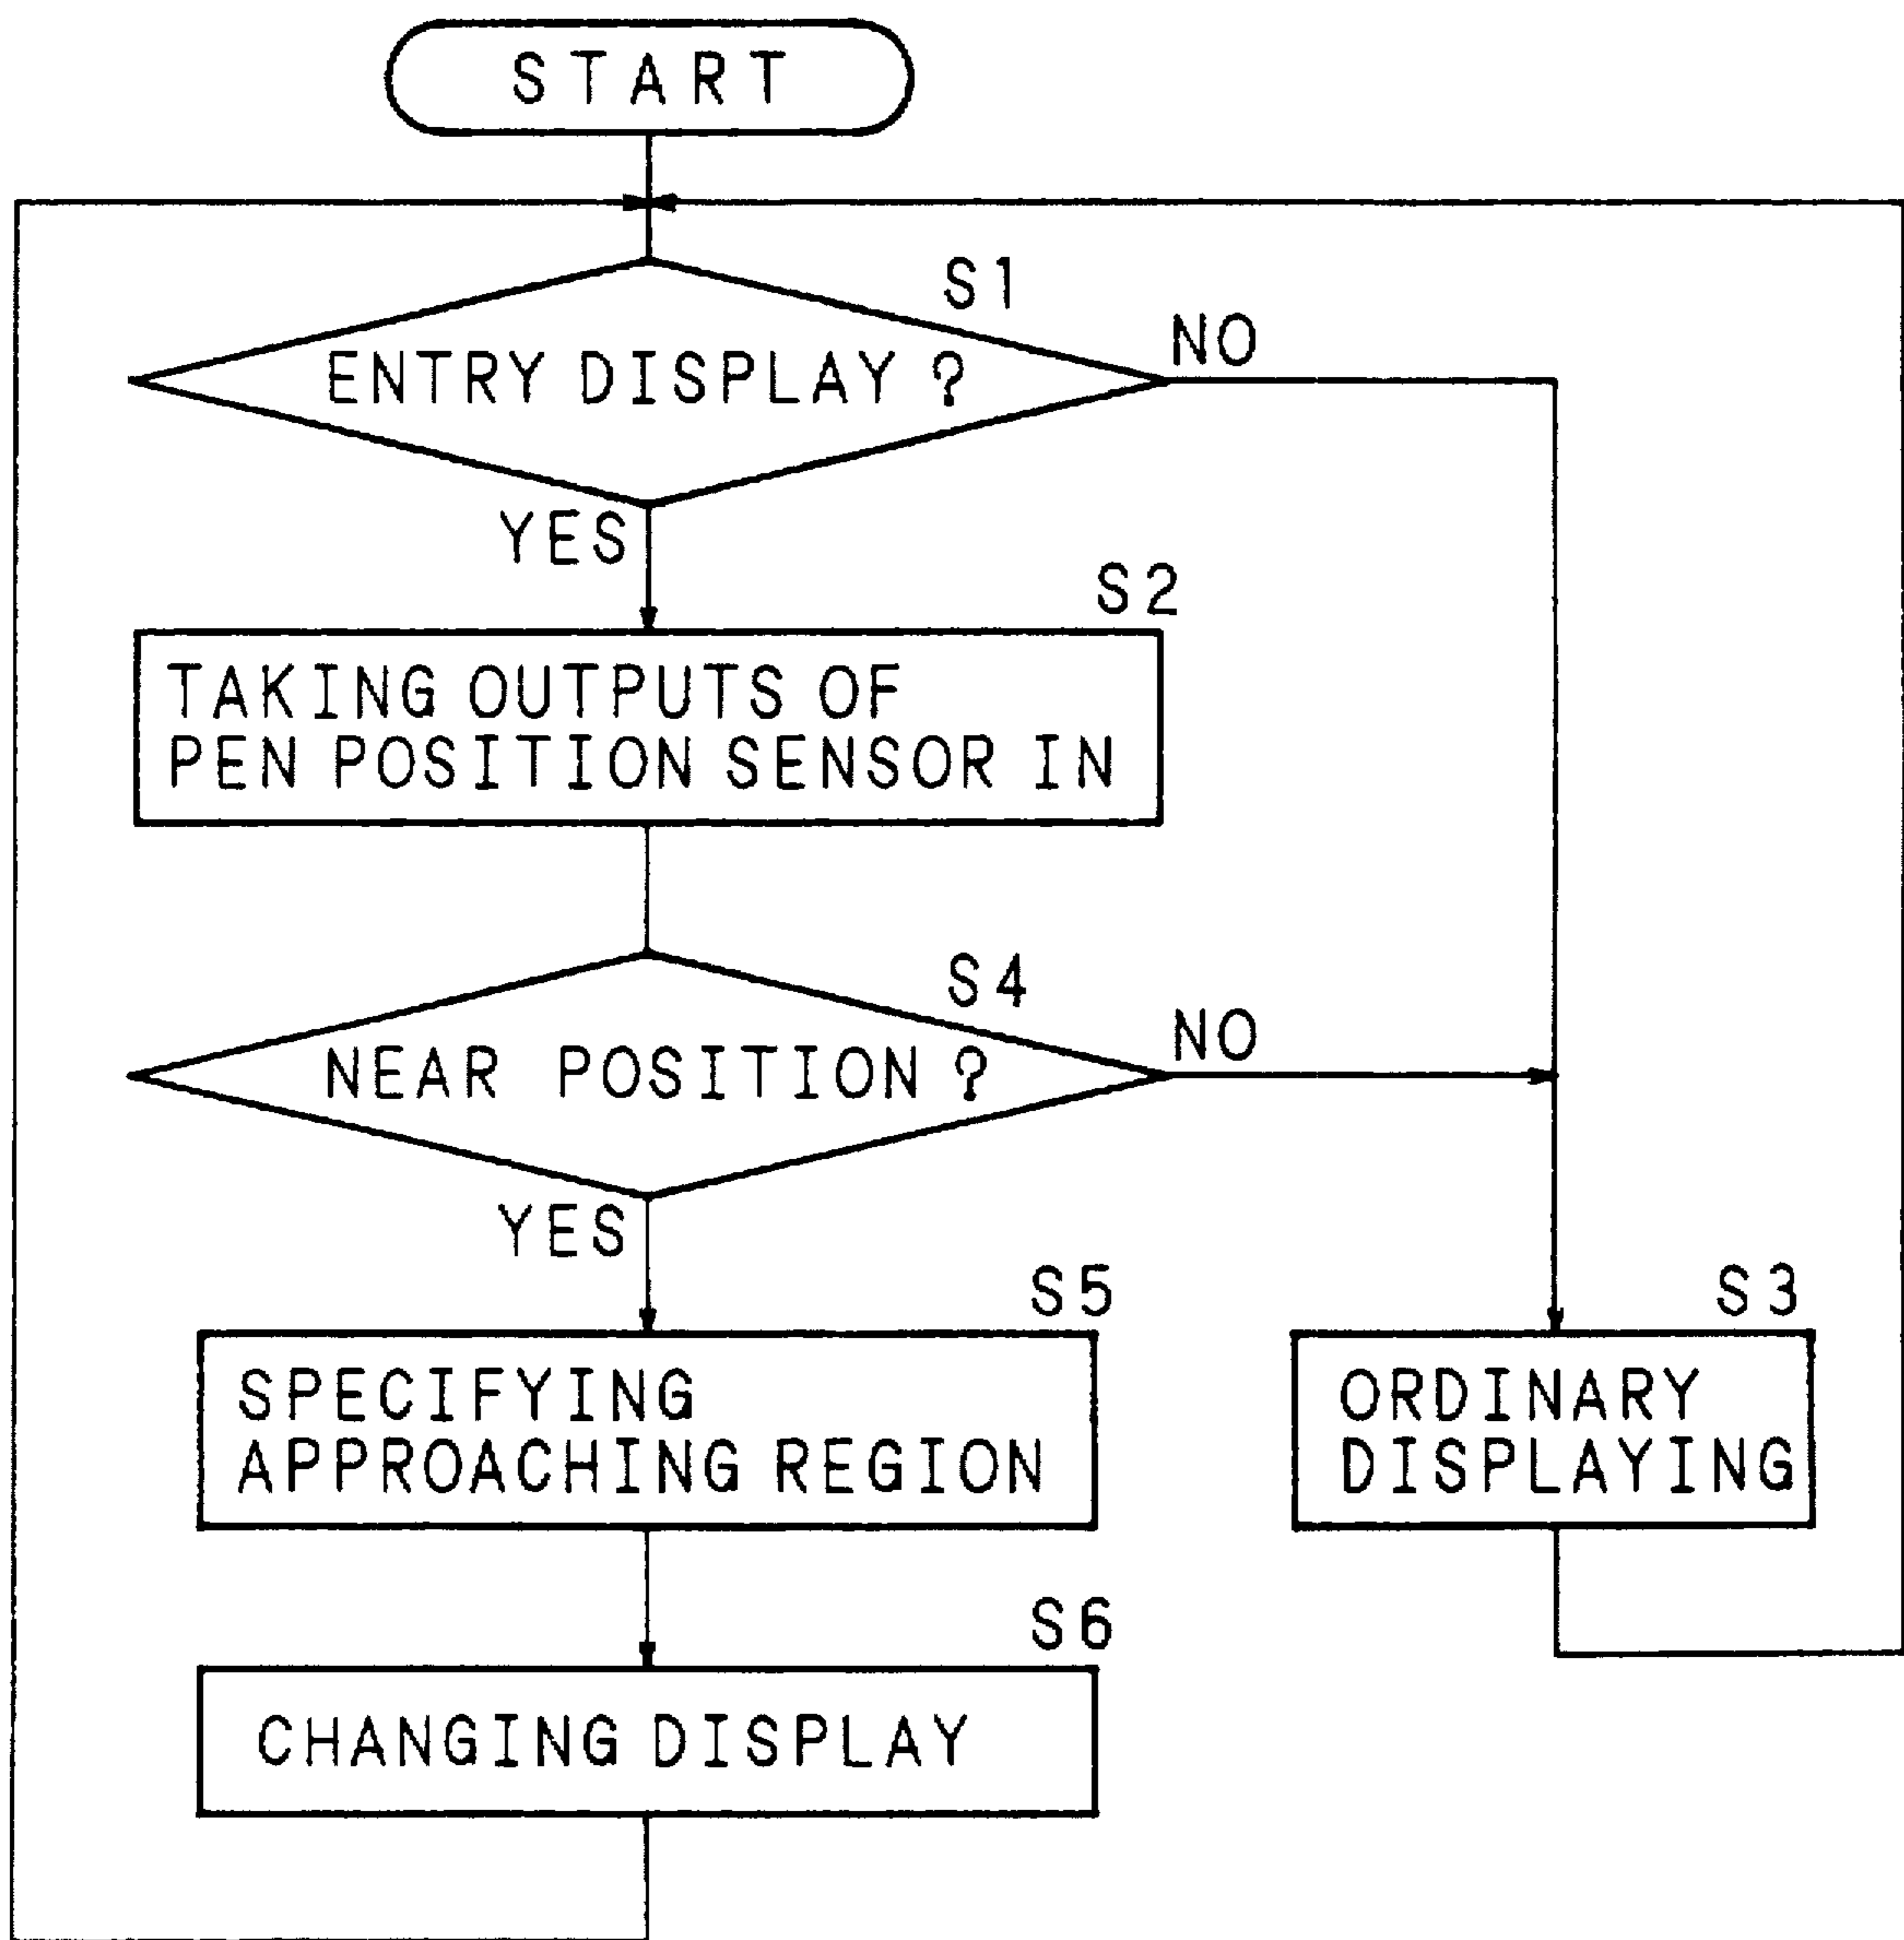 START
S1
ENTRY DISPLAY ?
NO
YES
S2
TAKING OUTPUTS OF
PEN POSITION SENSOR IN
S4
NEAR POSITION ?
NO
YES
S5
SPECIFYING
APPROACHING REGION
S3
ORDINARY
DISPLAYING
S6
CHANGING DISPLAY